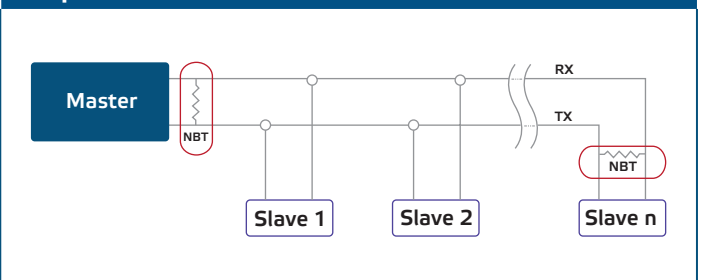 RX
Master
TX
NBT
NBT
Slave 1
Slave 2
Slave n